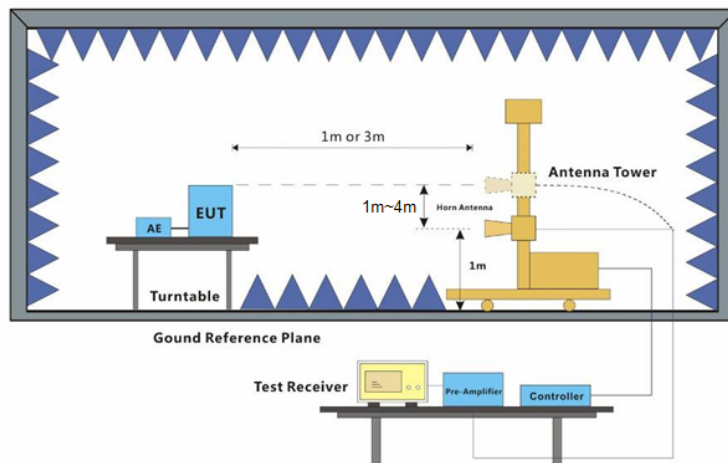 1m or 3m
Antenna Tower
1m~4m
Horn Antenna
EUT
AE
1m
Turntable
Gound Reference Plane
Test Receiver
Pre-Amplifier
Controller